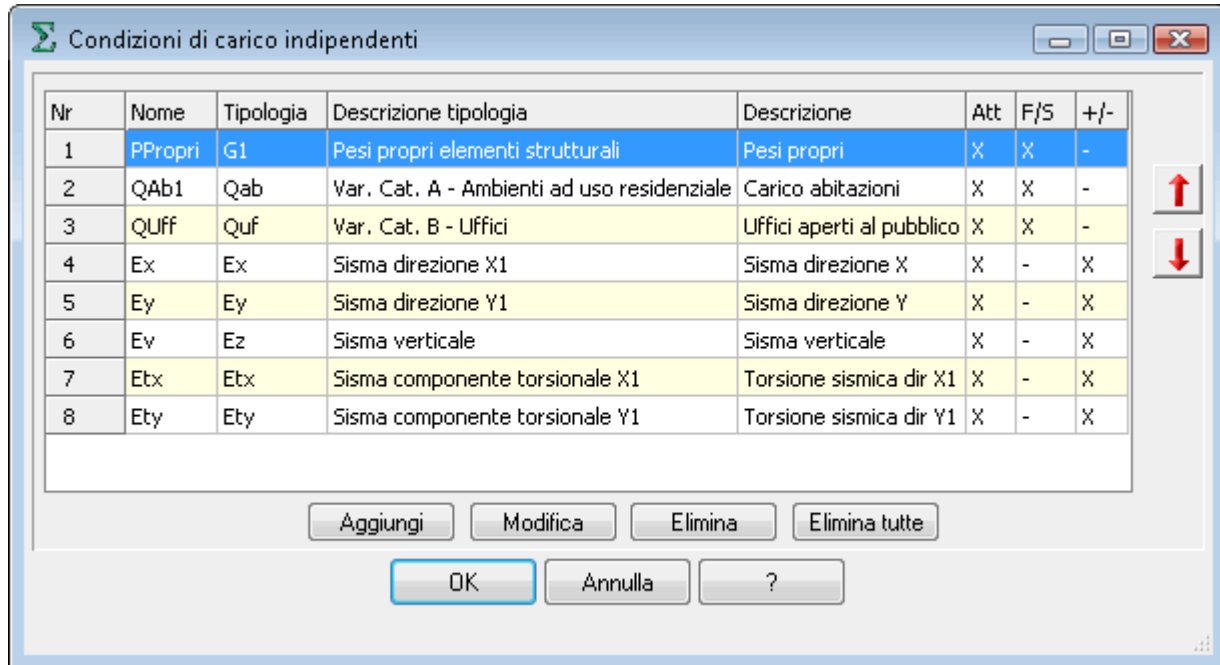 Condizioni di carico indipendenti
Nr Nome Tipologia Descrizione tipologia Descrizione Att F/S +/-
1 PPropri G1 Pesi propri elementi strutturali Pesi propri X X -
2 QAb1 Qab Var. Cat. A - Ambienti ad uso residenziale Carico abitazioni X X -
3 QUff Quf Var. Cat. B - Uffici Uffici aperti al pubblico X X -
4 Ex Ex Sisma direzione X1 Sisma direzione X X - X
5 Ey Ey Sisma direzione Y1 Sisma direzione Y X - X
6 Ev Ez Sisma verticale Sisma verticale X - X
7 Etx Etx Sisma componente torsionale X1 Torsione sismica dir X1 X - X
8 Ety Ety Sisma componente torsionale Y1 Torsione sismica dir Y1 X - X
Aggiungi Modifica Elimina Elimina tutte
OK Annulla ?